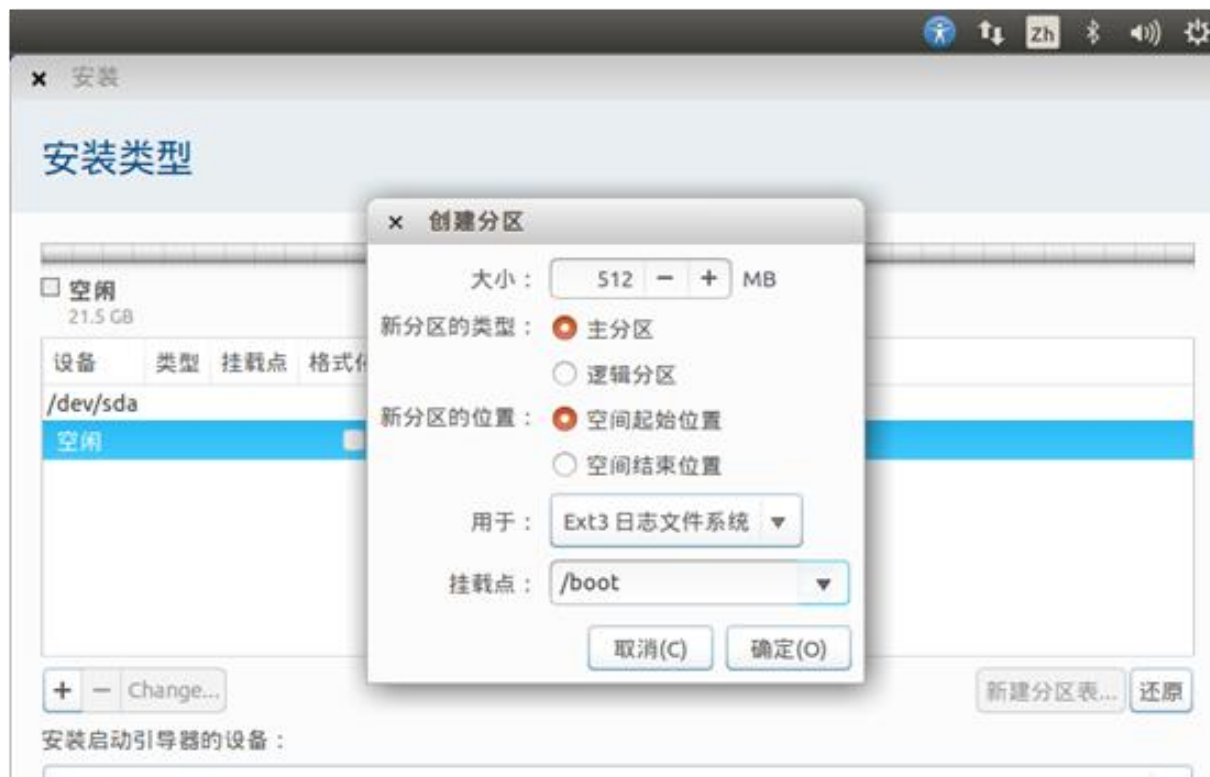 Zh
安装
安装类型
空闲
21.5 GB
设备 类型 挂载点
/dev/sda
空闲
创建分区
大小： 512 − + MB
新分区的类型： 主分区
逻辑分区
新分区的位置： 空间起始位置
空间结束位置
用于： Ext3 日志文件系统
挂载点： /boot
取消(C) 确定(O)
+ − Change... 新建分区表... 还原
安装启动引导器的设备：